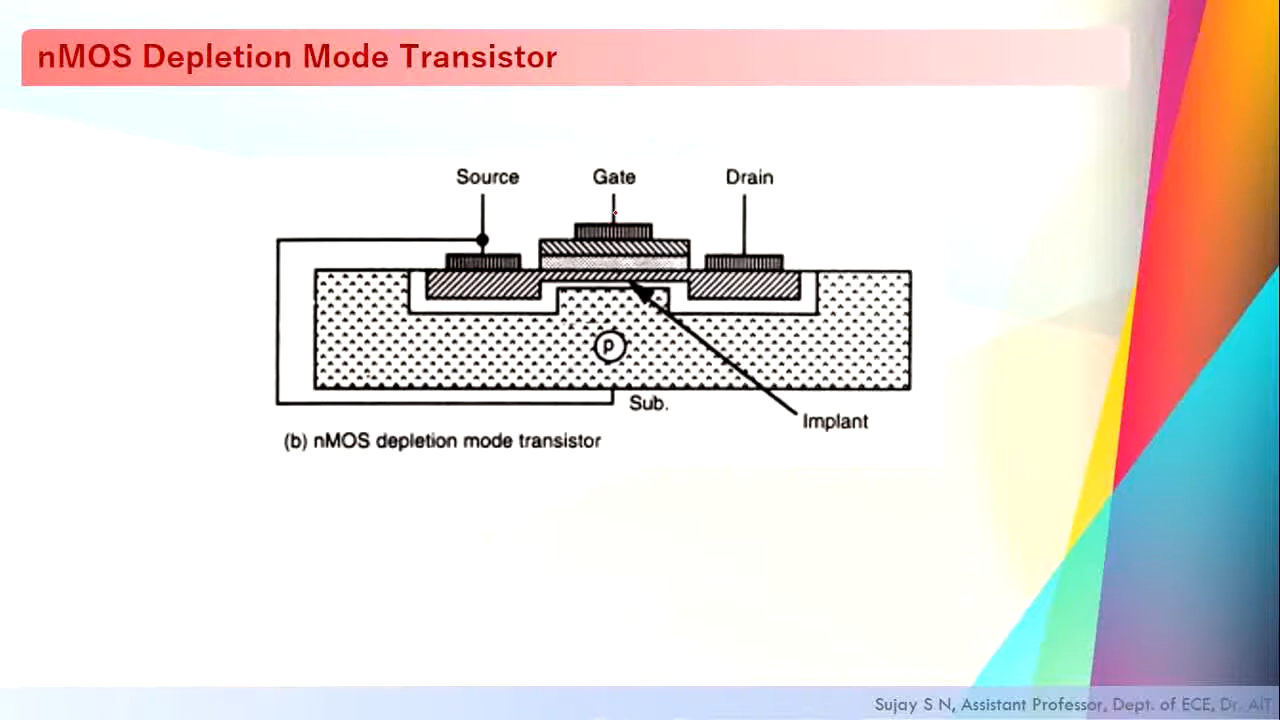 nMOS Depletion Mode Transistor
Source Gate Drain
p
Sub.
Implant
(b) nMOS depletion mode transistor
Sujay S N, Assistant Professor, Dept. of ECE, Dr. AIT